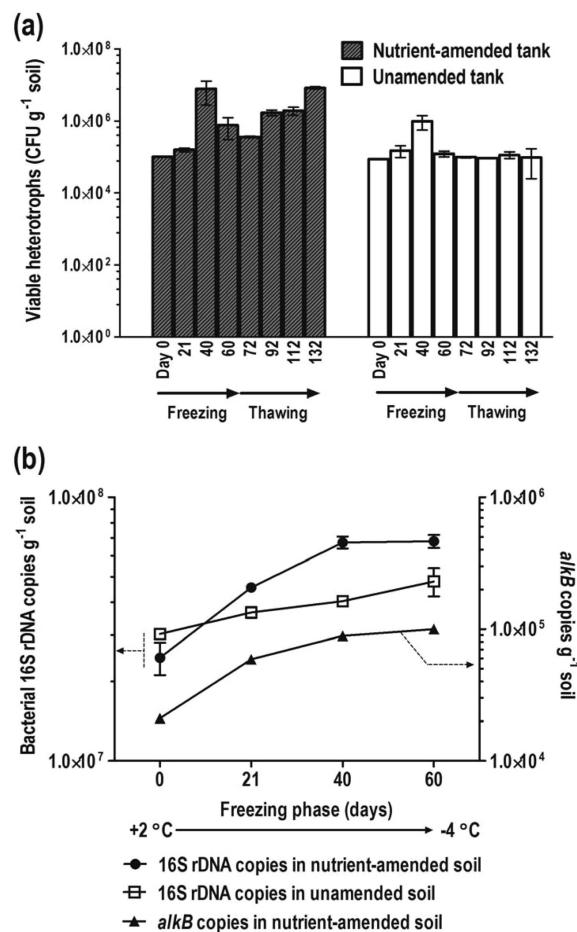 (a)
Viable heterotrophs (CFU g⁻¹ soil)
1.0×10⁸
1.0×10⁶
1.0×10⁴
1.0×10²
1.0×10⁰
Nutrient-amended tank
Unamended tank
Day 0
21
40
60
72
92
112
132
Day 0
21
40
60
72
92
112
132
Freezing
Thawing
Freezing
Thawing
(b)
Bacterial 16S rDNA copies g⁻¹ soil
1.0×10⁸
1.0×10⁷
1.0×10⁶
1.0×10⁵
1.0×10⁴
alkB copies g⁻¹
soil
0
21
40
60
Freezing phase (days)
+2 °C
-4 °C
16S rDNA copies in nutrient-amended soil
16S rDNA copies in unamended soil
alkB copies in nutrient-amended soil